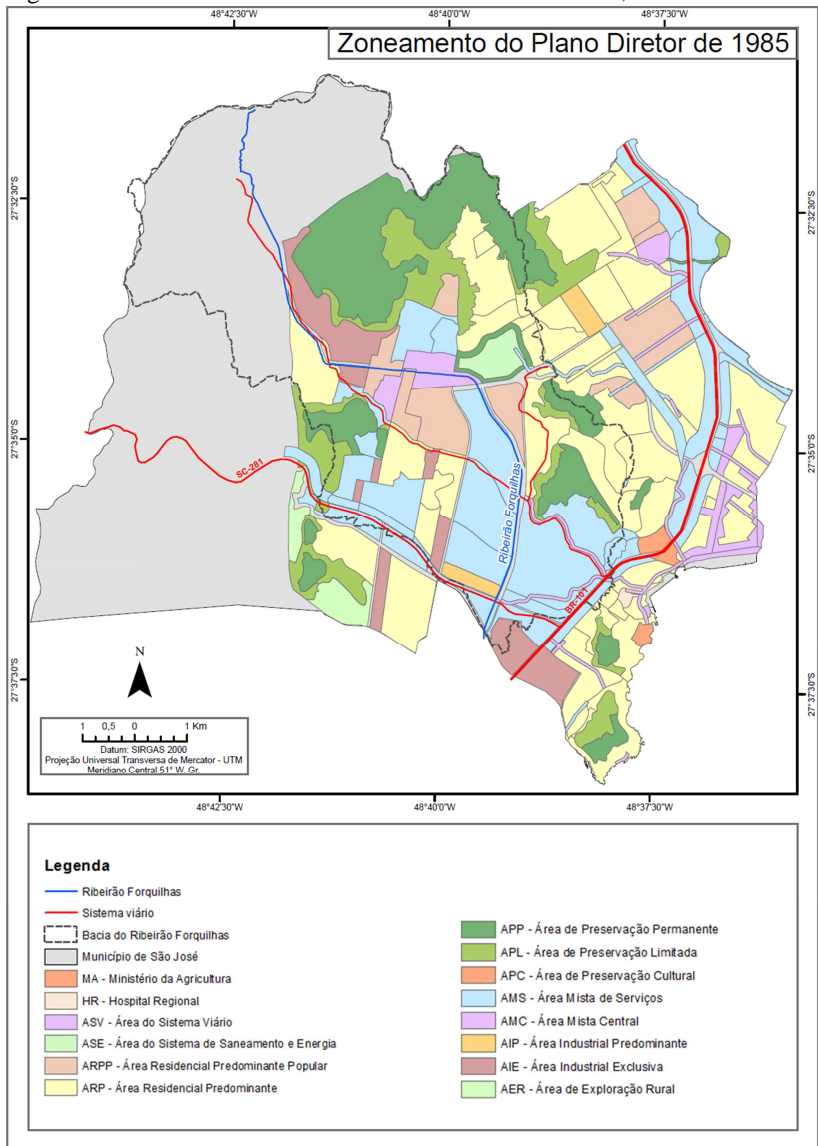 48°42'30"W 48°40'0"W 48°37'30"W
Zoneamento do Plano Diretor de 1985
27°32'30"S 27°32'30"S
27°35'0"S
SC-281
Ribeirão Forquilhas
BR-101
27°37'30"S 27°37'30"S
N
1 0,5 0 1 Km
Datum: SIRGAS 2000
Projeção Universal Transversa de Mercator - UTM
Meridiano Central 51° W. Gr.
48°42'30"W 48°40'0"W 48°37'30"W
Legenda
Ribeirão Forquilhas
Sistema viário
Bacia do Ribeirão Forquilhas
Município de São José
MA - Ministério da Agricultura
HR - Hospital Regional
ASV - Área do Sistema Viário
ASE - Área do Sistema de Saneamento e Energia
ARPP - Área Residencial Predominante Popular
ARP - Área Residencial Predominante
APP - Área de Preservação Permanente
APL - Área de Preservação Limitada
APC - Área de Preservação Cultural
AMS - Área Mista de Serviços
AMC - Área Mista Central
AIP - Área Industrial Predominante
AIE - Área Industrial Exclusiva
AER - Área de Exploração Rural